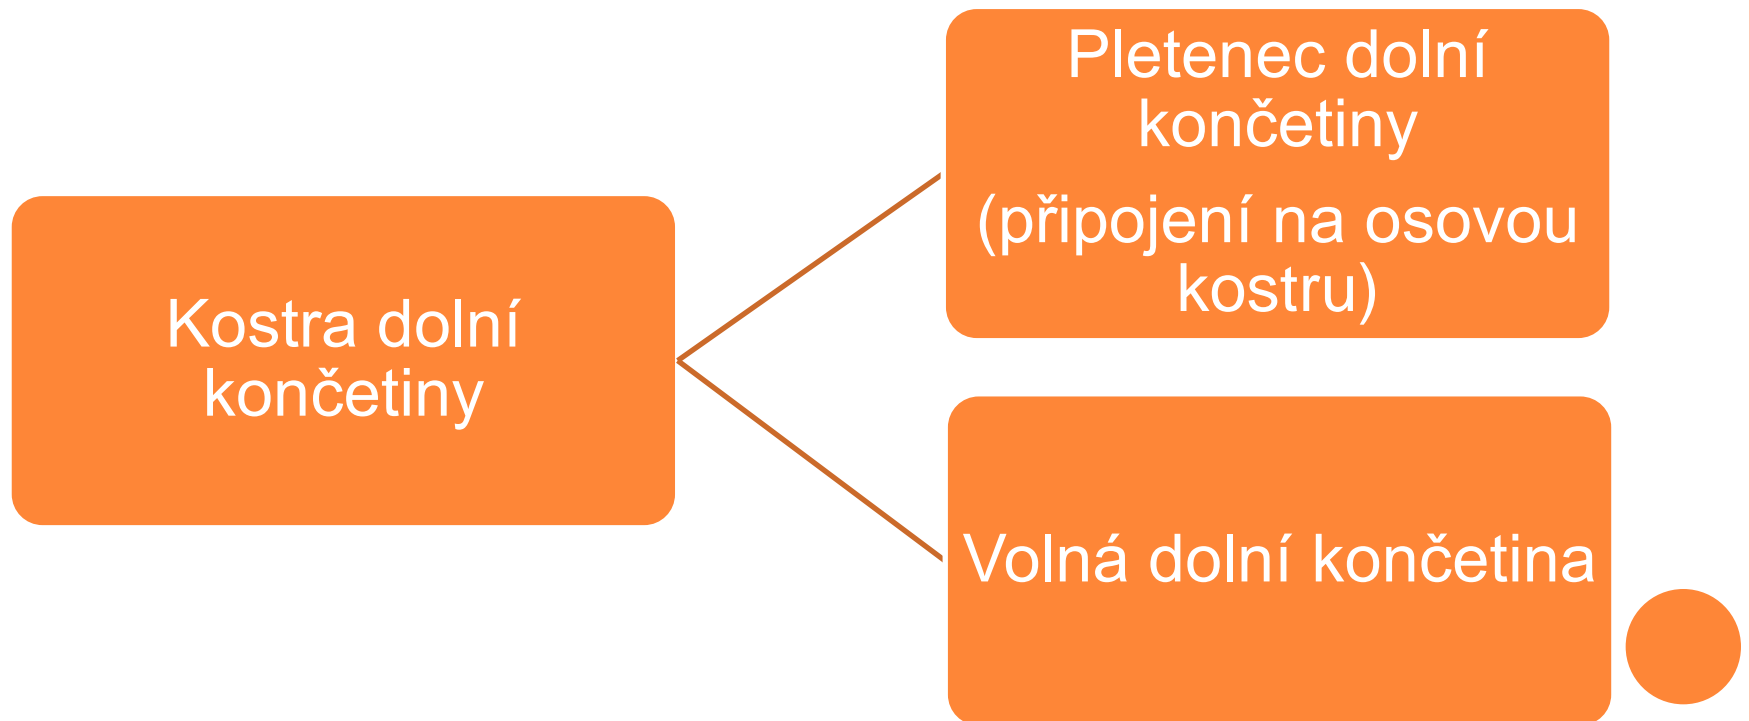 Kostra dolní
končetiny
Pletenec dolní
končetiny
(připojení na osovou
kostru)
Volná dolní končetina